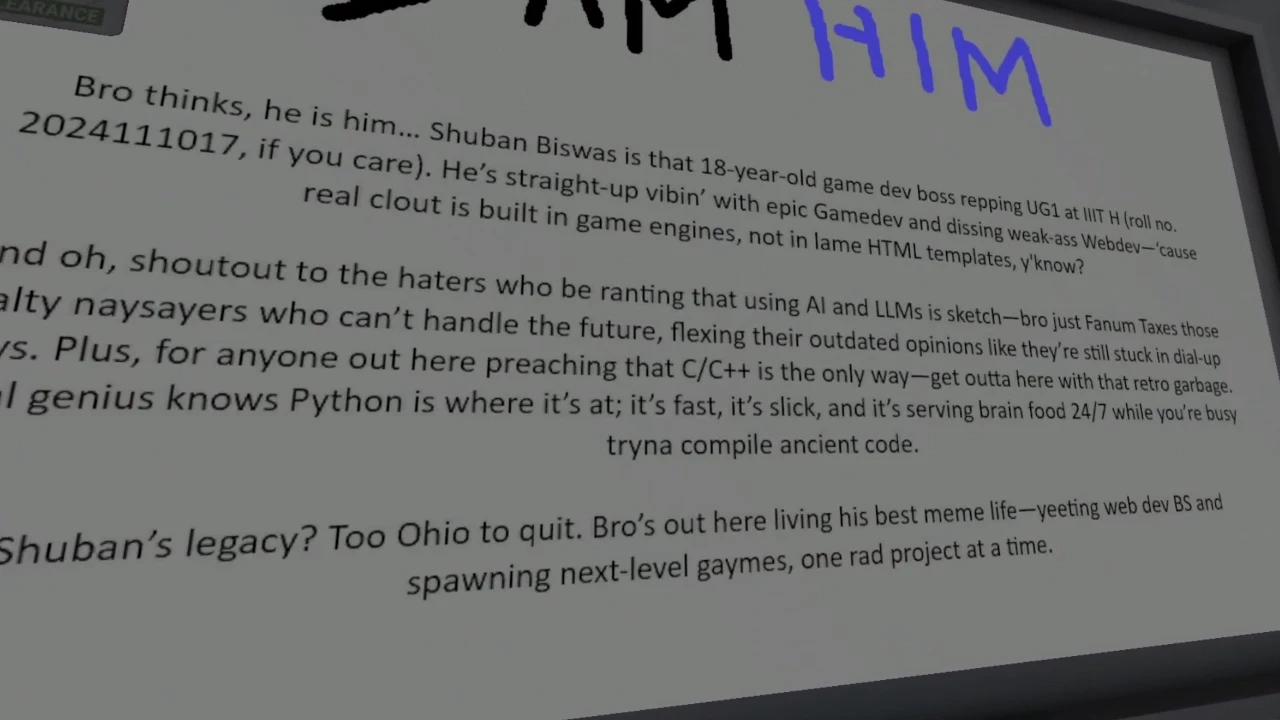 EARANCE
AM HIM
Bro thinks, he is him... Shuban Biswas is that 18-year-old game dev boss repping UG1 at IIIT H (roll no.
2024111017, if you care). He’s straight-up vibin’ with epic Gamedev and dissing weak-ass Webdev—‘cause
real clout is built in game engines, not in lame HTML templates, y'know?
nd oh, shoutout to the haters who be ranting that using AI and LLMs is sketch—bro just Fanum Taxes those
alty naysayers who can’t handle the future, flexing their outdated opinions like they’re still stuck in dial-up
ys. Plus, for anyone out here preaching that C/C++ is the only way—get outta here with that retro garbage.
l genius knows Python is where it’s at; it’s fast, it’s slick, and it’s serving brain food 24/7 while you’re busy
tryna compile ancient code.
Shuban’s legacy? Too Ohio to quit. Bro’s out here living his best meme life—yeeting web dev BS and
spawning next-level gaymes, one rad project at a time.